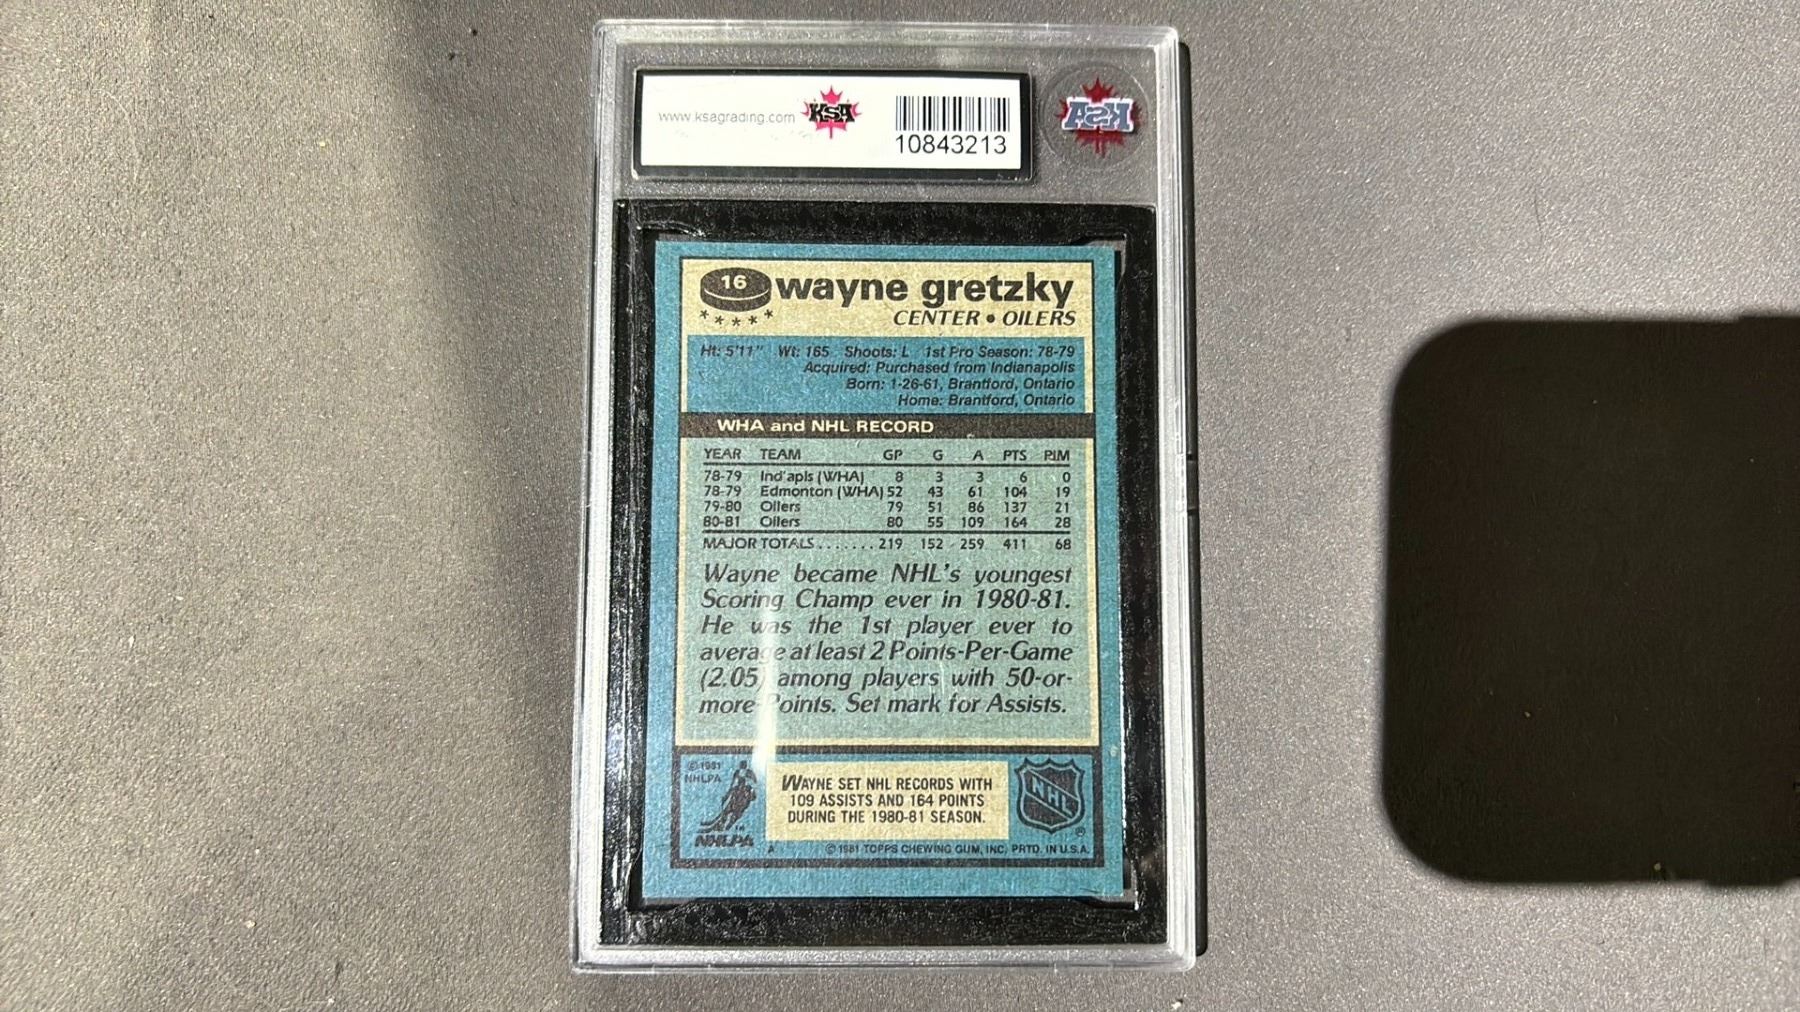 www.ksagrading.com KSA
10843213
KSA
16 wayne gretzky
CENTER • OILERS
Ht: 5'11" Wt: 165 Shoots: L 1st Pro Season: 78-79
Acquired: Purchased from Indianapolis
Born: 1-26-61, Brantford, Ontario
Home: Brantford, Ontario
WHA and NHL RECORD
YEAR TEAM GP G A PTS PIM
78-79 Ind'apls (WHA) 8 3 3 6 0
78-79 Edmonton (WHA) 52 43 61 104 19
79-80 Oilers 79 51 86 137 21
80-81 Oilers 80 55 109 164 28
MAJOR TOTALS....... 219 152 259 411 68
Wayne became NHL's youngest
Scoring Champ ever in 1980-81.
He was the 1st player ever to
average at least 2 Points-Per-Game
(2.05) among players with 50-or-
more-Points. Set mark for Assists.
© 1981
NHLPA
NHLPA
WAYNE SET NHL RECORDS WITH
109 ASSISTS AND 164 POINTS
DURING THE 1980-81 SEASON.
NHL
®
A © 1981 TOPPS CHEWING GUM, INC. PRTD. IN U.S.A.